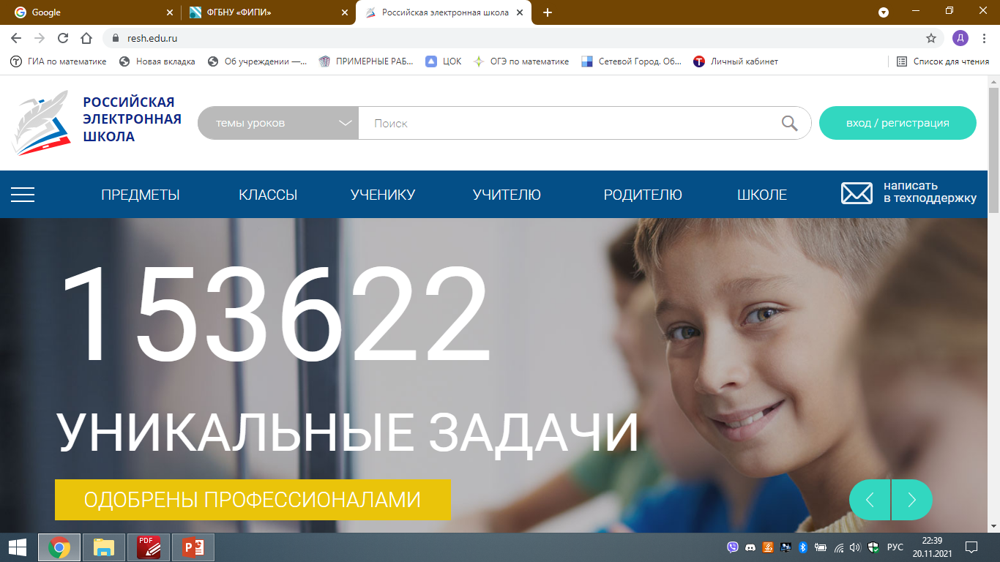 Google
ФГБНУ «ФИПИ»
Российская электронная школа
resh.edu.ru
Д
ГИА по математике
Новая вкладка
Об учреждении —...
ПРИМЕРНЫЕ РАБ...
ЦОК
ОГЭ по математике
Сетевой Город. Об...
Личный кабинет
Список для чтения
РОССИЙСКАЯ
ЭЛЕКТРОННАЯ
ШКОЛА
темы уроков
Поиск
вход / регистрация
ПРЕДМЕТЫ
КЛАССЫ
УЧЕНИКУ
УЧИТЕЛЮ
РОДИТЕЛЮ
ШКОЛЕ
написать
в техподдержку
153622
УНИКАЛЬНЫЕ ЗАДАЧИ
ОДОБРЕНЫ ПРОФЕССИОНАЛАМИ
PDF
P
РУС
22:39
20.11.2021